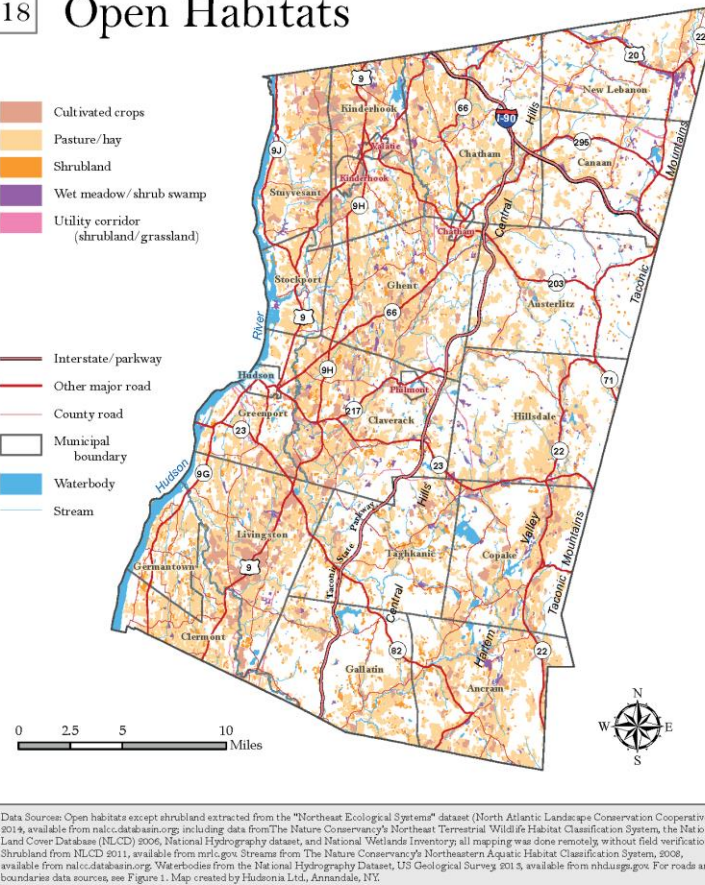 18
Open Habitats
Cultivated crops
Pasture/hay
Shrubland
Wet meadow/shrub swamp
Utility corridor
(shrubland/grassland)
Interstate/parkway
Other major road
County road
Municipal
boundary
Waterbody
Stream
22
20
9
New Lebanon
Kinderhook
66
I-90
Hills
295
9J
Valatie
Chatham
Canaan
Mountains
Kinderhook
Stuyvesant
9H
Central
Chatham
Stockport
Ghent
203
Taconic
Austerlitz
9
66
River
9H
Hudson
71
Philmont
Greenport
217
Claverack
Hillsdale
23
22
23
9G
Hudson
Hills
Taconic State Parkway
Valley
Livingston
Taghkanic
Copake
Taconic Mountains
Germantown
9
Central
Clermont
82
Harlem
22
Gallatin
Ancram
N
W E
S
0 2.5 5 10
Miles
Data Sources: Open habitats except shrubland extracted from the "Northeast Ecological Systems" dataset (North Atlantic Landscape Conservation Cooperativ
2014, available from nalcc.databasin.org; including data fromThe Nature Conservancy's Northeast Terrestrial Wildlife Habitat Classification System, the Natio
Land Cover Database (NLCD) 2006, National Hydrography dataset, and National Wetlands Inventory; all mapping was done remotely, without field verificatio
Shrubland from NLCD 2011, available from mrlc.gov. Streams from The Nature Conservancy's Northeastern Aquatic Habitat Classification System, 2008,
available from nalcc.databasin.org. Waterbodies from the National Hydrography Dataset, US Geological Survey, 2013, available from nhd.usgs.gov. For roads an
boundaries data sources, see Figure 1. Map created by Hudsonia Ltd., Annandale, NY.